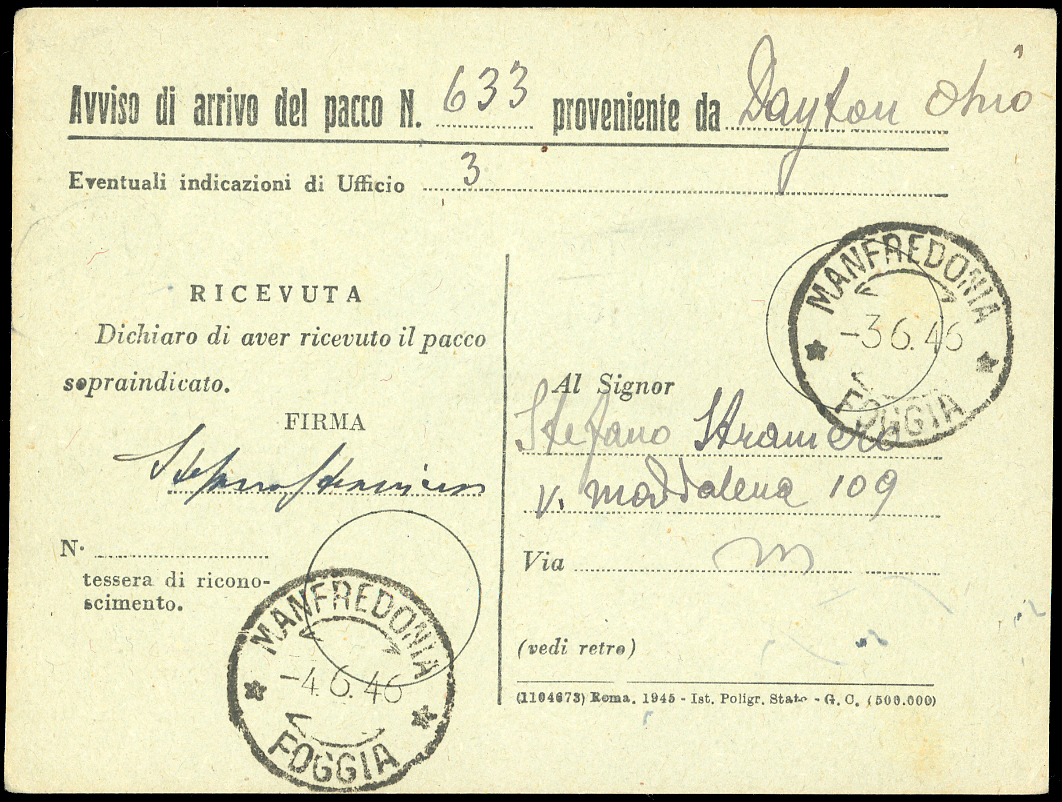 Avviso di arrivo del pacco N. 633 proveniente da Dayton Ohio
Eventuali indicazioni di Ufficio 3
RICEVUTA
Dichiaro di aver ricevuto il pacco
sopraindicato.
FIRMA
N.
tessera di ricono-
scimento.
MANFREDONIA
-4.6.46
FOGGIA
MANFREDONIA
-3.6.46
FOGGIA
Al Signor
Stefano
v. Maddalena 109
Via
(vedi retro)
(1104673) Roma, 1945 - Ist. Poligr. Stato - G. C. (500.000)